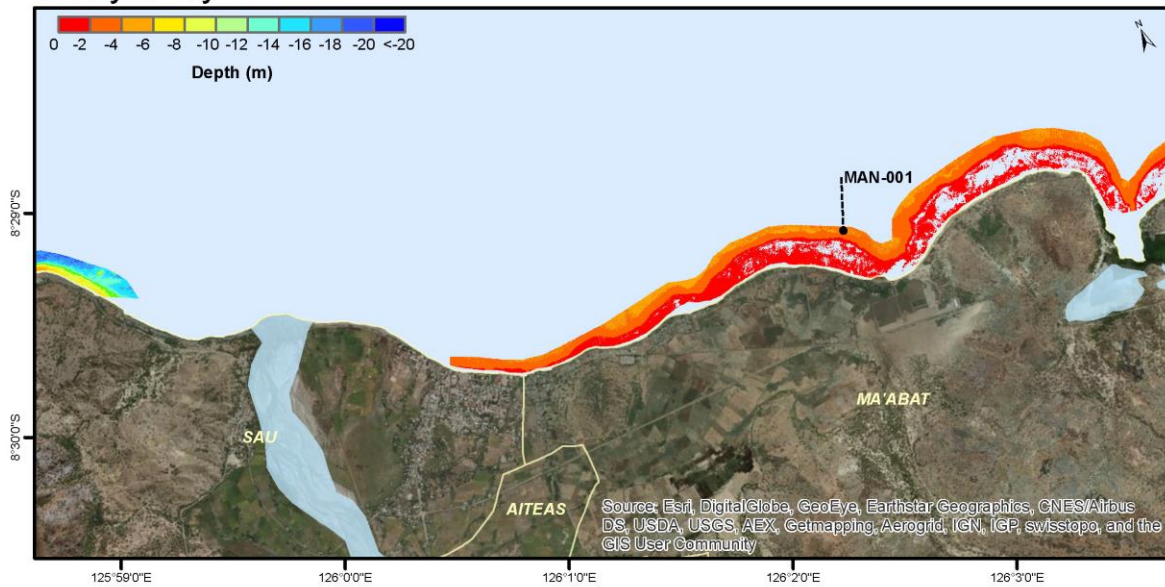 0 -2 -4 -6 -8 -10 -12 -14 -16 -18 -20 <-20
Depth (m)
N
MAN-001
8°29'0"S
8°30'0"S
SAU
MA'ABAT
AITEAS
Source: Esri, DigitalGlobe, GeoEye, Earthstar Geographics, CNES/Airbus
DS, USDA, USGS, AEX, Getmapping, Aerogrid, IGN, IGP, swisstopo, and the
GIS User Community
125°59'0"E 126°0'0"E 126°1'0"E 126°2'0"E 126°3'0"E